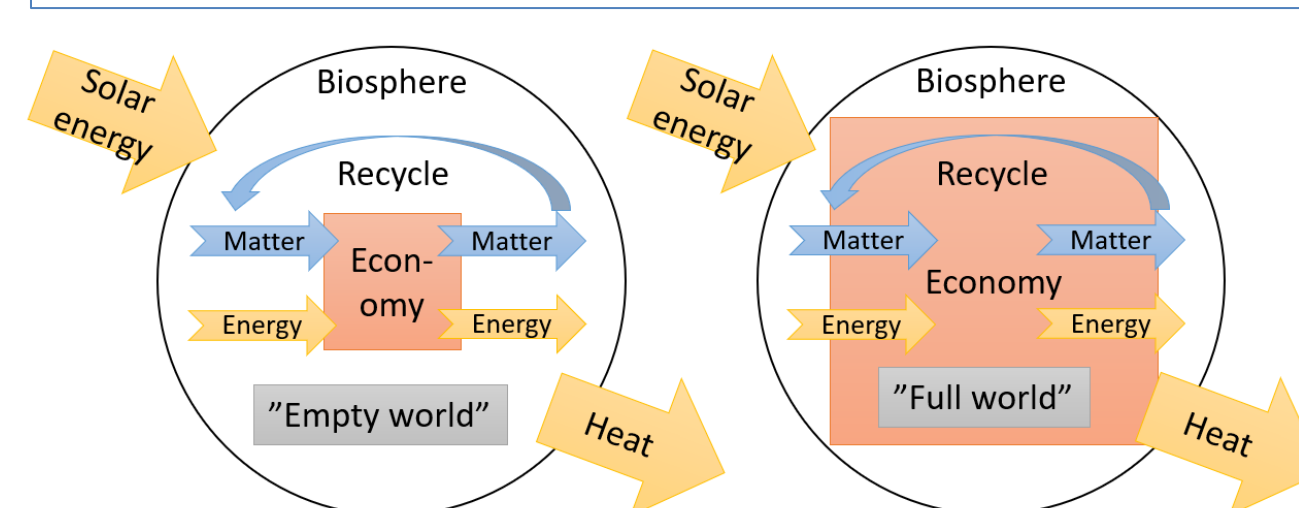 Solar
energy
Biosphere
Recycle
Matter
Econ-
omy
Matter
Energy
Energy
”Empty world”
Heat
Solar
energy
Biosphere
Recycle
Matter
Matter
Economy
Energy
Energy
”Full world”
Heat